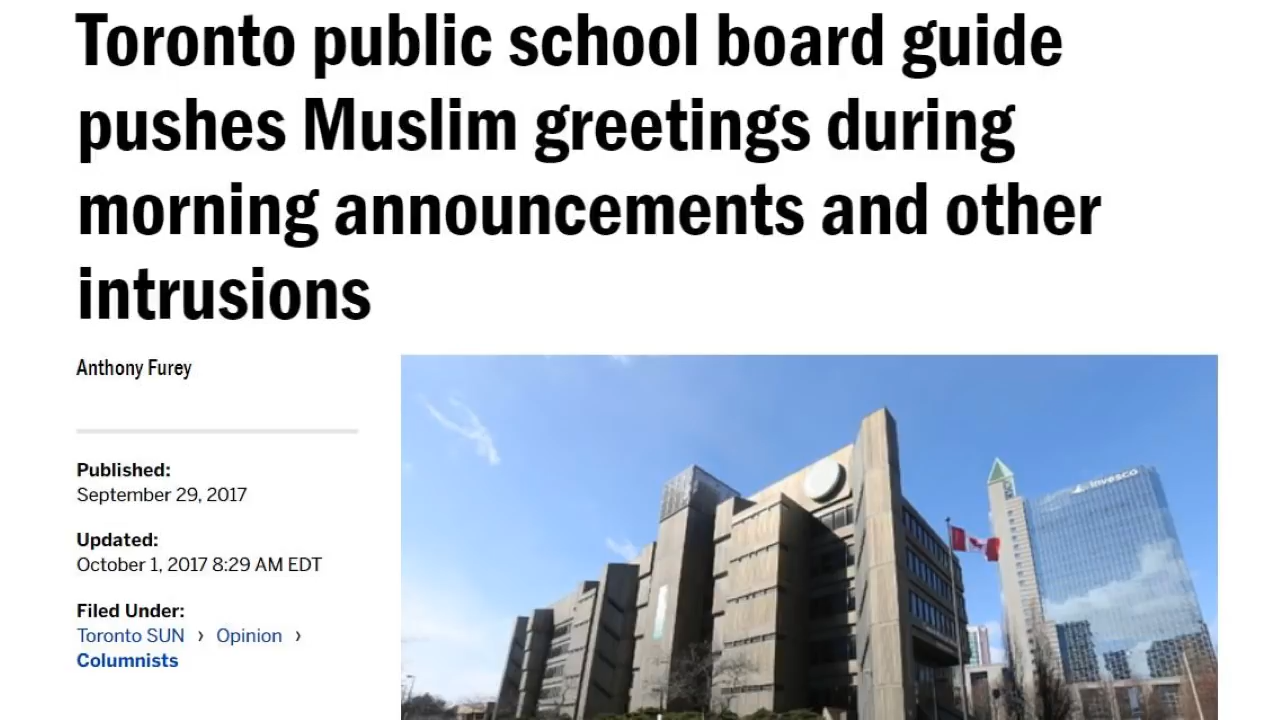 Toronto public school board guide
pushes Muslim greetings during
morning announcements and other
intrusions
Anthony Furey
Published:
September 29, 2017
Updated:
October 1, 2017 8:29 AM EDT
Filed Under:
Toronto SUN › Opinion ›
Columnists
Invesco